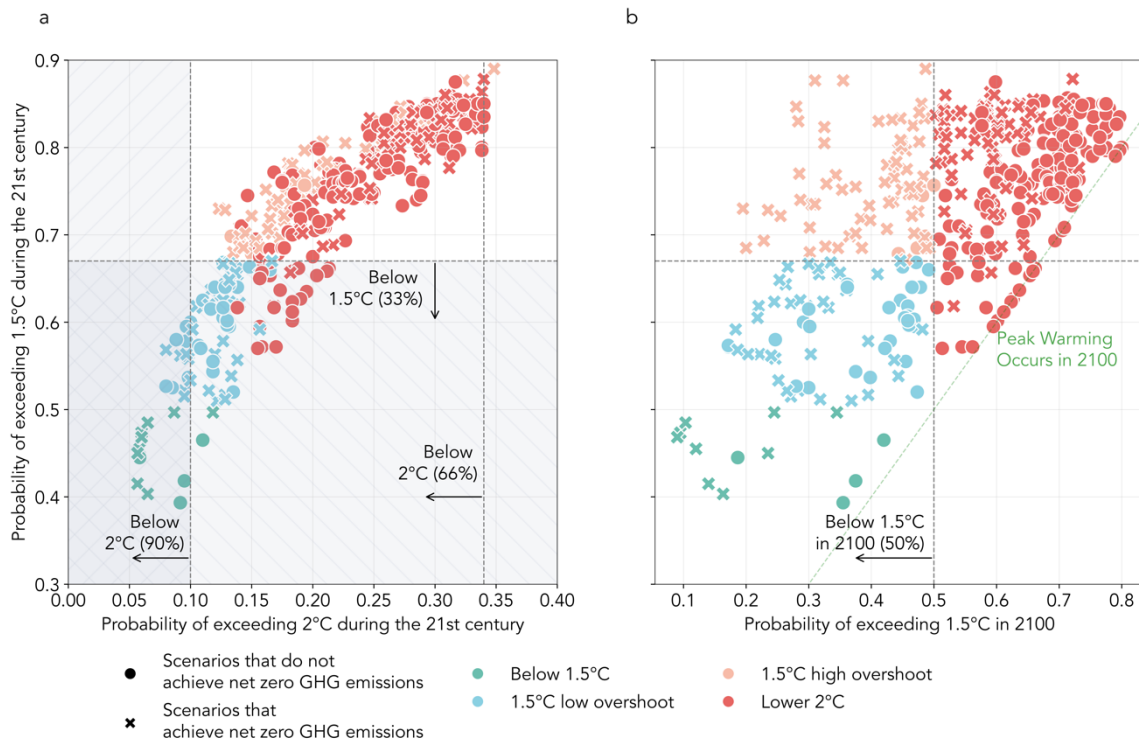 a
b
Probability of exceeding 1.5°C during the 21st century
0.9
0.8
0.7
0.6
0.5
0.4
0.3
Below
1.5°C (33%)
Below
2°C (66%)
Below
2°C (90%)
0.00
0.05
0.10
0.15
0.20
0.25
0.30
0.35
0.40
Probability of exceeding 2°C during the 21st century
Peak Warming
Occurs in 2100
Below 1.5°C
in 2100 (50%)
0.1
0.2
0.3
0.4
0.5
0.6
0.7
0.8
Probability of exceeding 1.5°C in 2100
Scenarios that do not
achieve net zero GHG emissions
Scenarios that
achieve net zero GHG emissions
Below 1.5°C
1.5°C low overshoot
1.5°C high overshoot
Lower 2°C